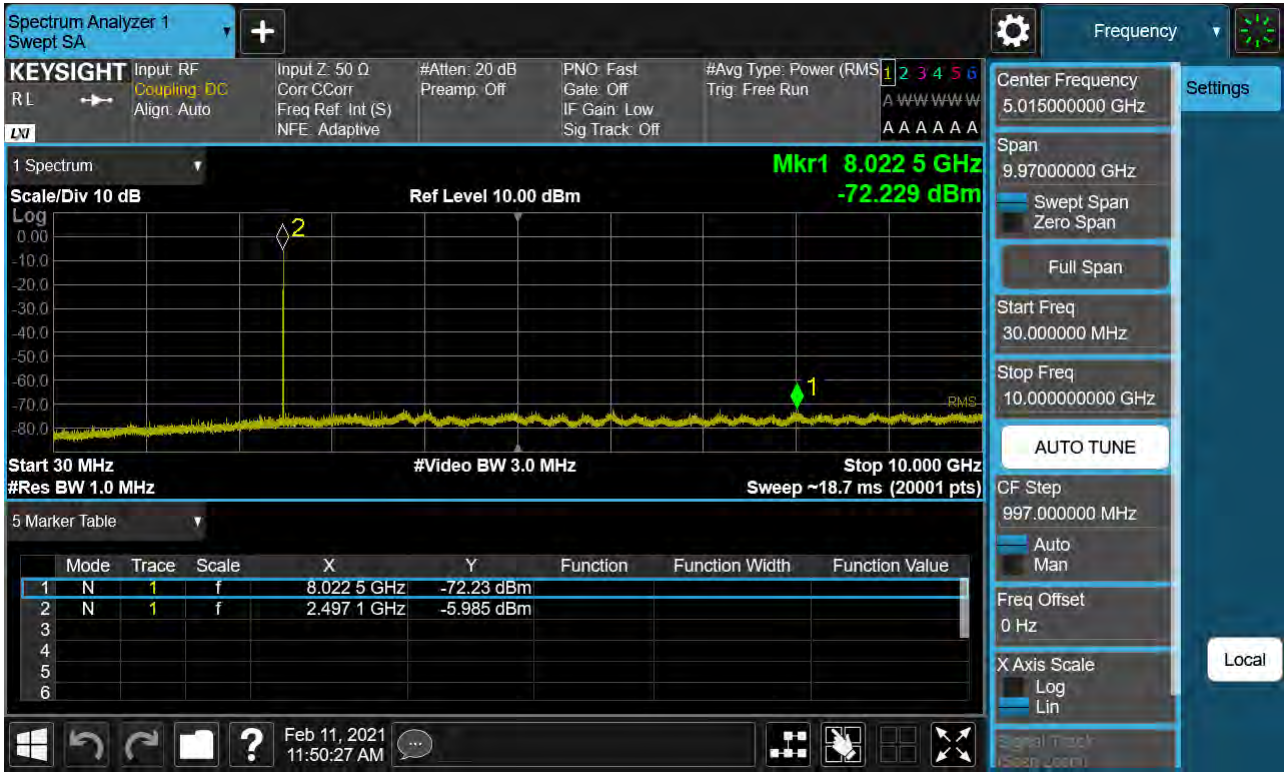 Spectrum Analyzer 1
Swept SA
+
Frequency
KEYSIGHT
RL
LXI
Input: RF
Coupling: DC
Align: Auto
Input Z: 50 Ω
Corr CCorr
Freq Ref: Int (S)
NFE: Adaptive
#Atten: 20 dB
Preamp: Off
PNO: Fast
Gate: Off
IF Gain: Low
Sig Track: Off
#Avg Type: Power (RMS
Trig: Free Run
1 2 3 4 5 6
A W W W W W
A A A A A A
1 Spectrum
Mkr1 8.022 5 GHz
Scale/Div 10 dB
Ref Level 10.00 dBm
-72.229 dBm
Log
0.00
-10.0
-20.0
-30.0
-40.0
-50.0
-60.0
-70.0
-80.0
2
1
RMS
Start 30 MHz
#Video BW 3.0 MHz
Stop 10.000 GHz
#Res BW 1.0 MHz
Sweep ~18.7 ms (20001 pts)
5 Marker Table
Mode Trace Scale X Y Function Function Width Function Value
1 N 1 f 8.022 5 GHz -72.23 dBm
2 N 1 f 2.497 1 GHz -5.985 dBm
3
4
5
6
Feb 11, 2021
11:50:27 AM
?
Center Frequency
5.015000000 GHz
Settings
Span
9.97000000 GHz
Swept Span
Zero Span
Full Span
Start Freq
30.000000 MHz
Stop Freq
10.000000000 GHz
AUTO TUNE
CF Step
997.000000 MHz
Auto
Man
Freq Offset
0 Hz
X Axis Scale
Log
Lin
Local
Signal Track
(Span Zoom)